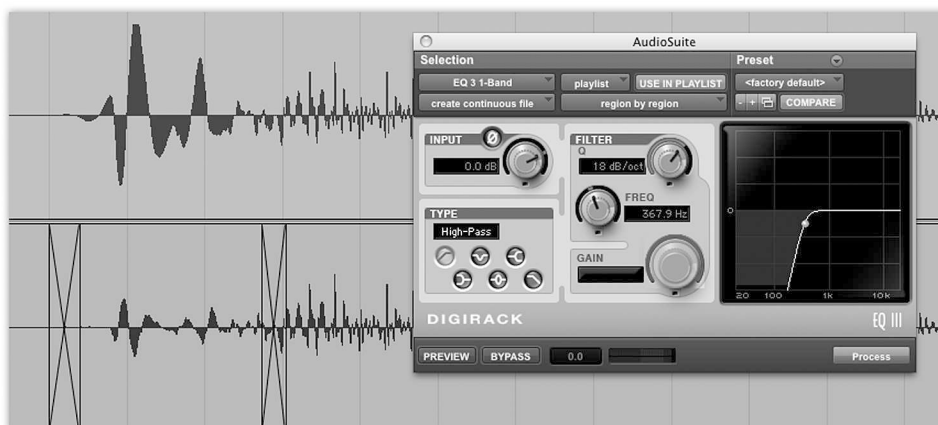 AudioSuite
Selection
Preset
EQ 3 1-Band
playlist
USE IN PLAYLIST
<factory default>
create continuous file
region by region
- +
COMPARE
INPUT
Ø
0.0 dB
FILTER
Q
18 dB/oct
FREQ
367.9 Hz
TYPE
High-Pass
GAIN
0
20 100 1k 10k
DIGIRACK
EQ III
PREVIEW
BYPASS
0.0
Process